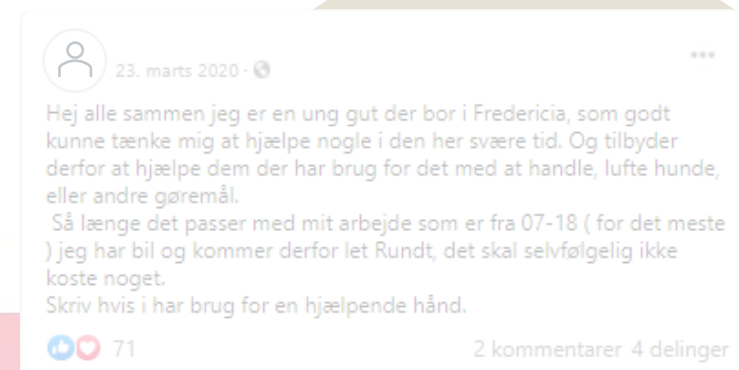 23. marts 2020 ·
Hej alle sammen jeg er en ung gut der bor i Fredericia, som godt
kunne tænke mig at hjælpe nogle i den her svære tid. Og tilbyder
derfor at hjælpe dem der har brug for det med at handle, lufte hunde,
eller andre gøremål.
Så længe det passer med mit arbejde som er fra 07-18 ( for det meste
) jeg har bil og kommer derfor let Rundt, det skal selvfølgelig ikke
koste noget.
Skriv hvis i har brug for en hjælpende hånd.
71
2 kommentarer 4 delinger